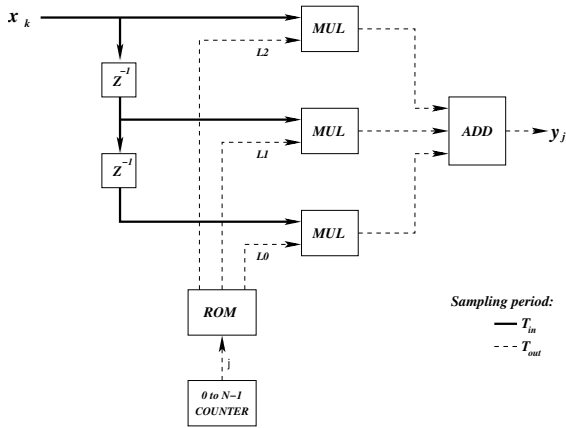 x k
MUL
L2
Z^-1
MUL
ADD
y j
L1
Z^-1
MUL
L0
ROM
Sampling period:
T in
T out
j
0 to N-1
COUNTER